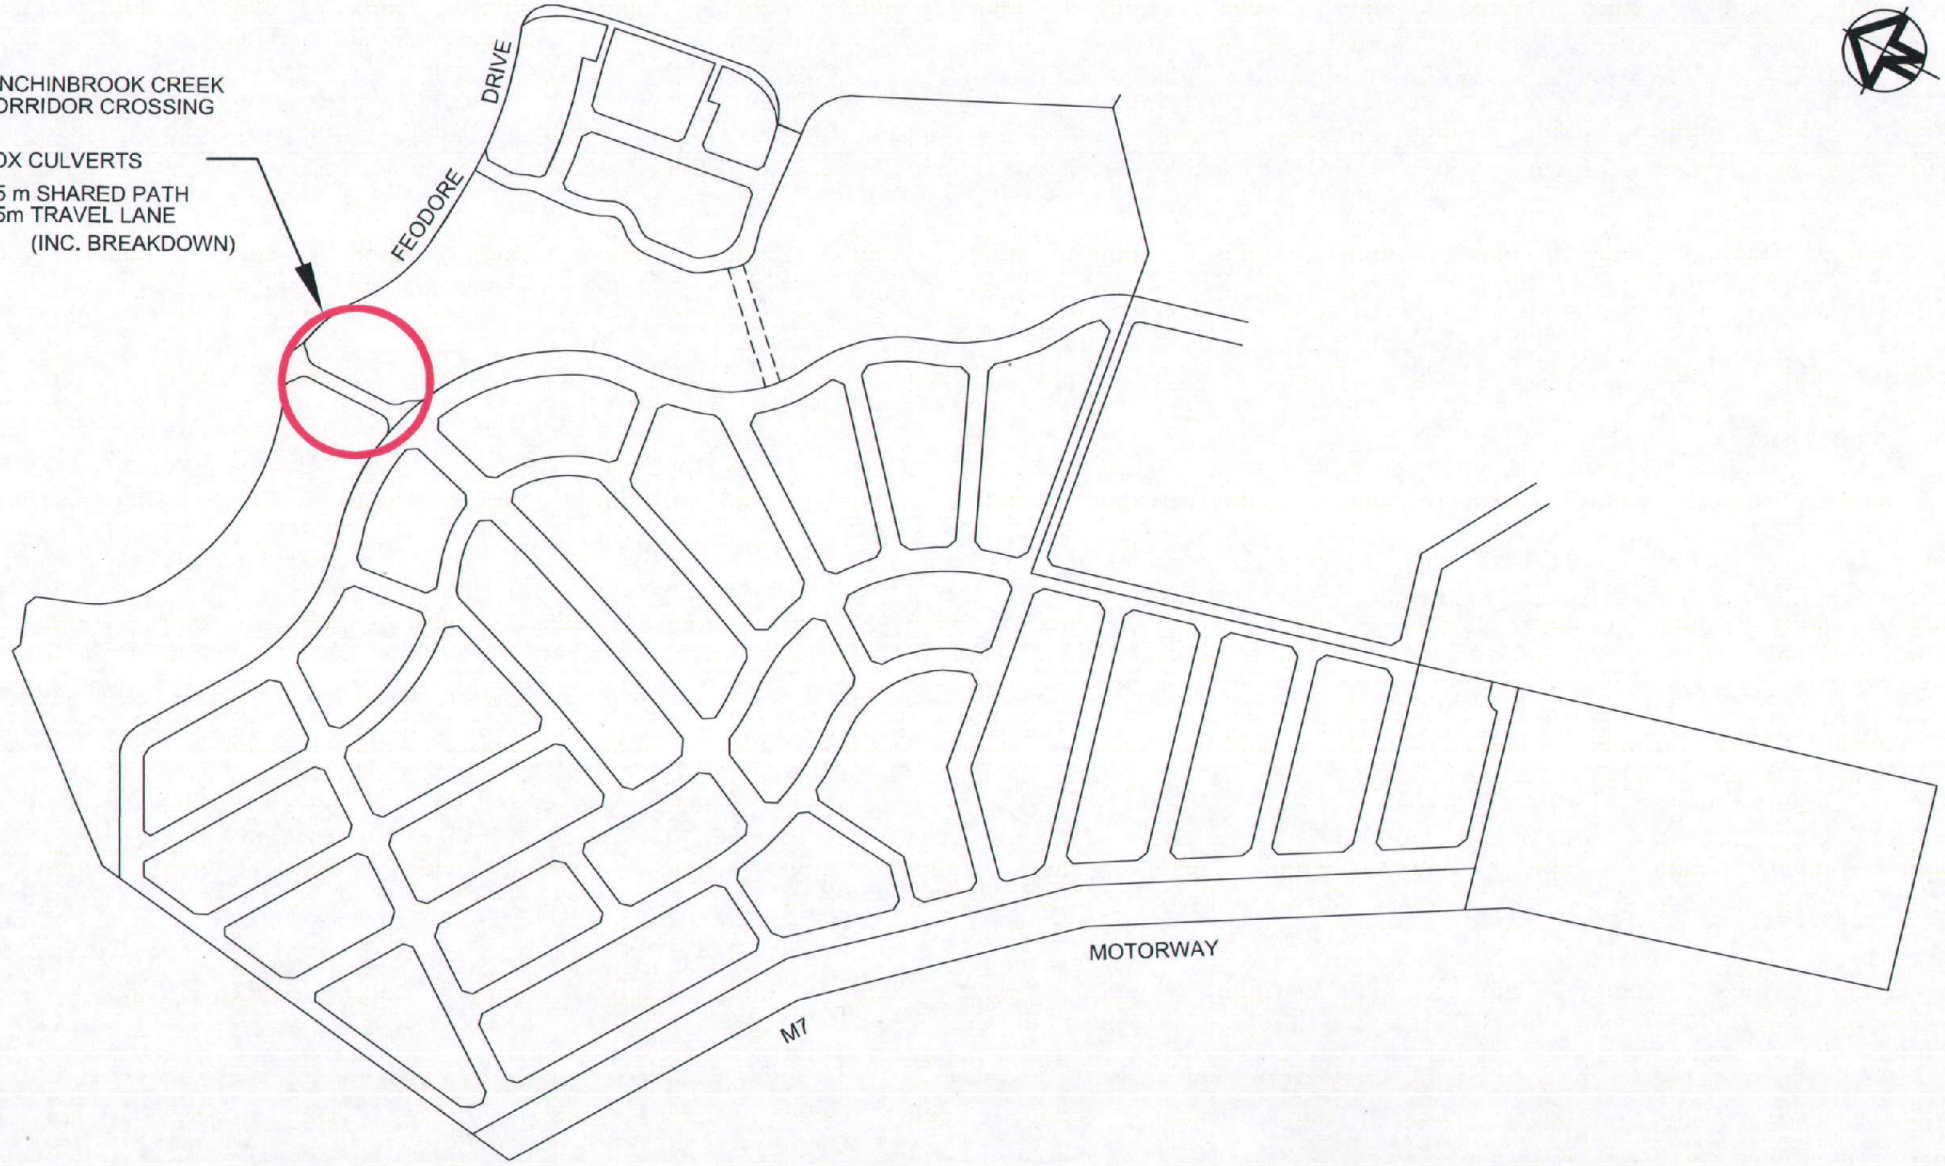 NCHINBROOK CREEK
ORRIDOR CROSSING
OX CULVERTS
5 m SHARED PATH
5m TRAVEL LANE
(INC. BREAKDOWN)
FEODORE DRIVE
MOTORWAY
M7
N